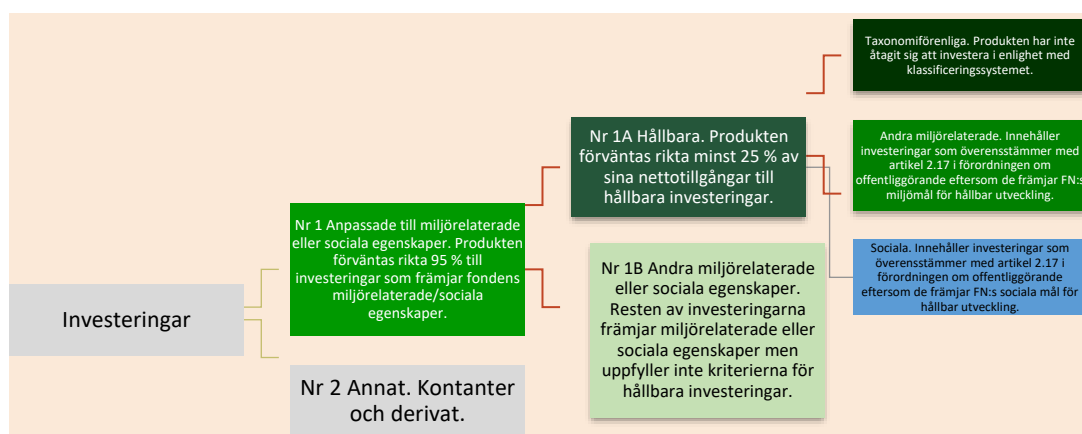 Investeringar
Nr 1 Anpassade till miljörelaterade
eller sociala egenskaper. Produkten
förväntas rikta 95 % till
investeringar som främjar fondens
miljörelaterade/sociala
egenskaper.
Nr 2 Annat. Kontanter
och derivat.
Nr 1A Hållbara. Produkten
förväntas rikta minst 25 % av
sina nettotillgångar till
hållbara investeringar.
Nr 1B Andra miljörelaterade
eller sociala egenskaper.
Resten av investeringarna
främjar miljörelaterade eller
sociala egenskaper men
uppfyller inte kriterierna för
hållbara investeringar.
Taxonomiförenliga. Produkten har inte
åtagit sig att investera i enlighet med
klassificeringssystemet.
Andra miljörelaterade. Innehåller
investeringar som överensstämmer med
artikel 2.17 i förordningen om
offentliggörande eftersom de främjar FN:s
miljömål för hållbar utveckling.
Sociala. Innehåller investeringar som
överensstämmer med artikel 2.17 i
förordningen om offentliggörande
eftersom de främjar FN:s sociala mål för
hållbar utveckling.